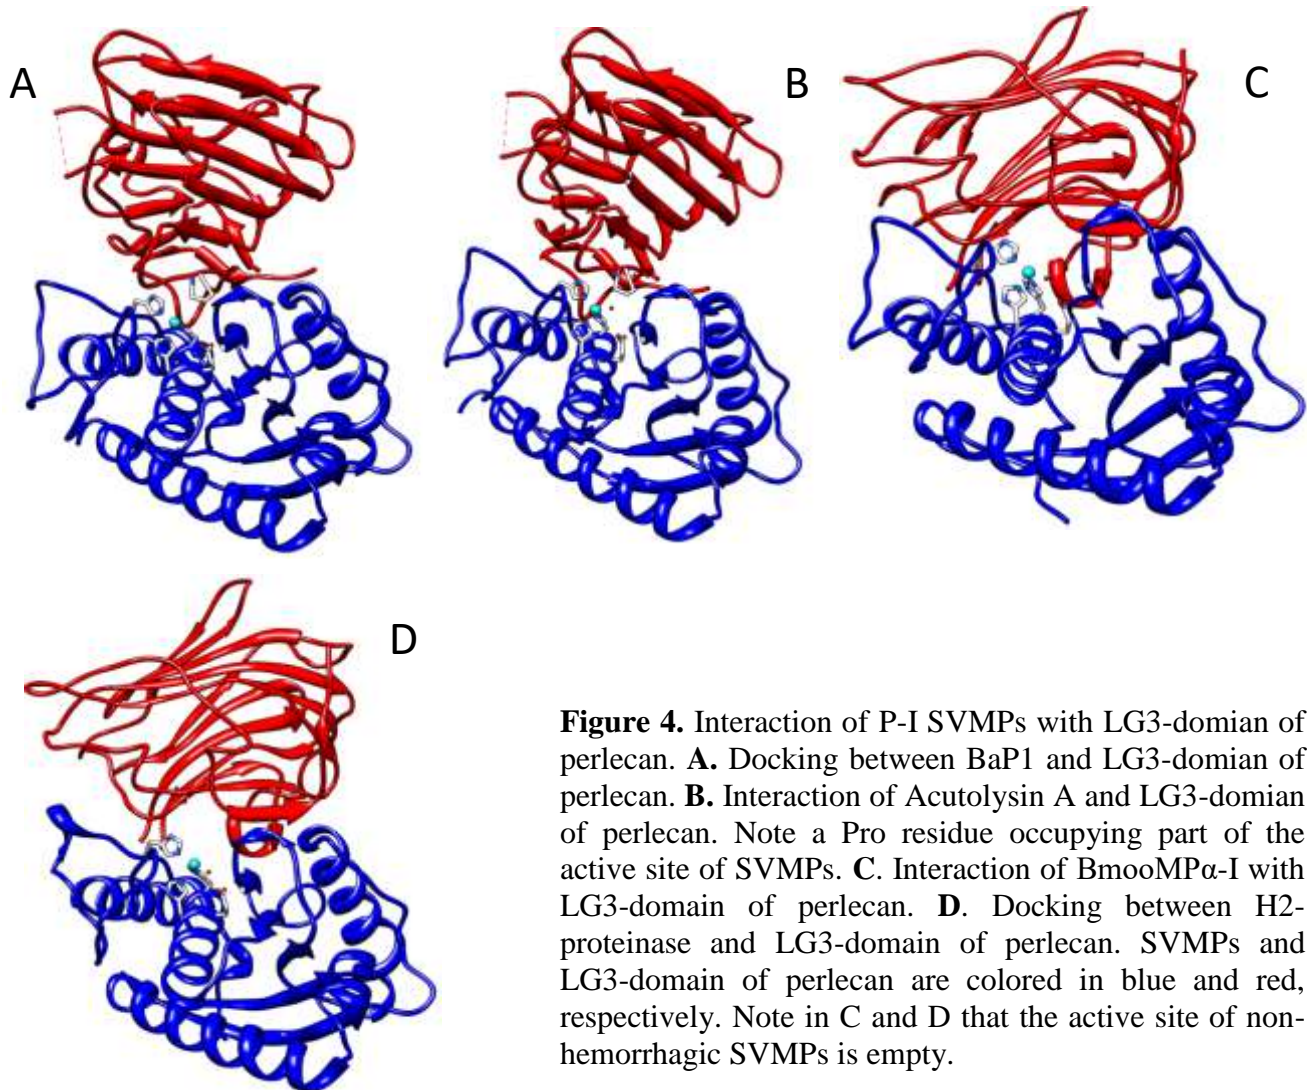 A
B
C
D
Figure 4. Interaction of P-I SVMPs with LG3-domian of
perlecan. A. Docking between BaP1 and LG3-domian of
perlecan. B. Interaction of Acutolysin A and LG3-domian
of perlecan. Note a Pro residue occupying part of the
active site of SVMPs. C. Interaction of BmooMPα-I with
LG3-domain of perlecan. D. Docking between H2-
proteinase and LG3-domain of perlecan. SVMPs and
LG3-domain of perlecan are colored in blue and red,
respectively. Note in C and D that the active site of non-
hemorrhagic SVMPs is empty.